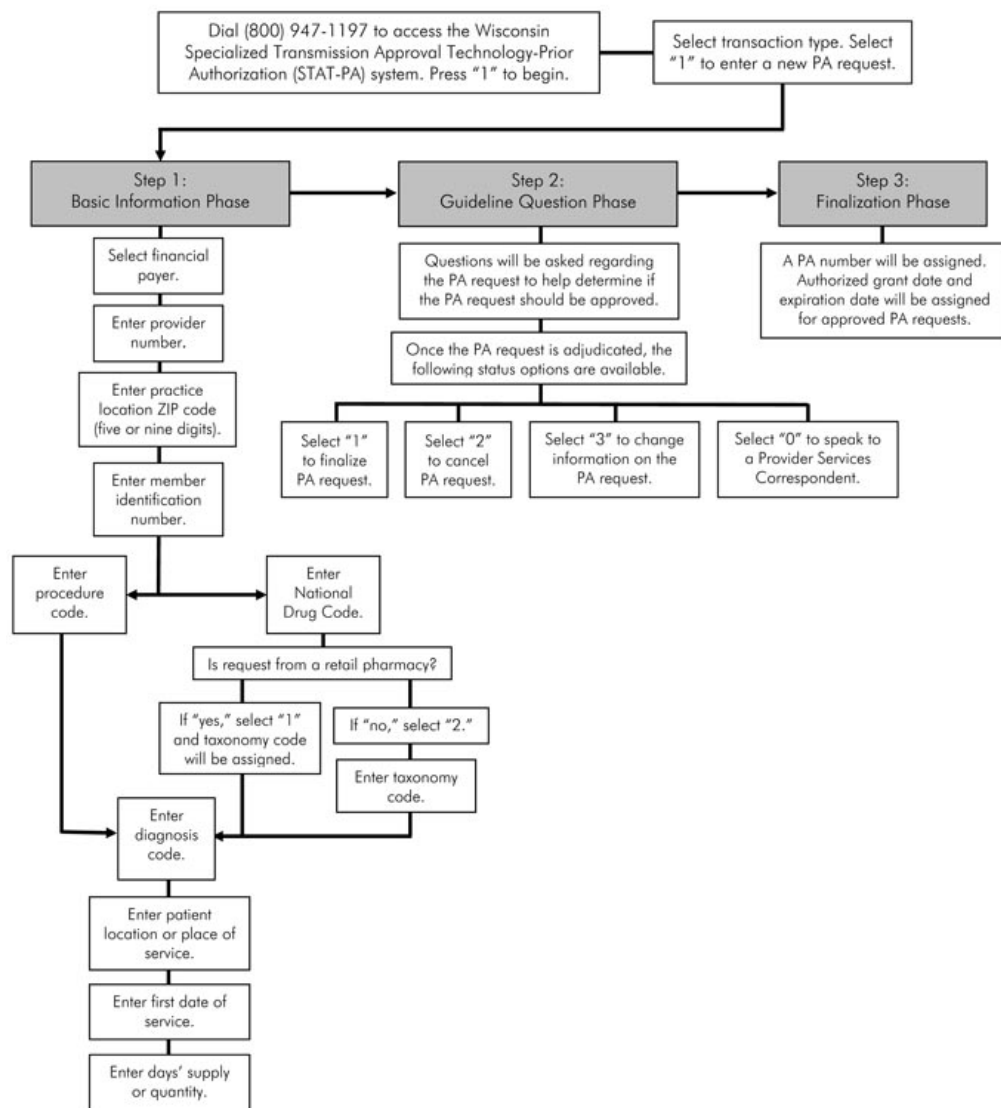 Dial (800) 947-1197 to access the Wisconsin
Specialized Transmission Approval Technology-Prior
Authorization (STAT-PA) system. Press “1” to begin.
Select transaction type. Select
“1” to enter a new PA request.
Step 1:
Basic Information Phase
Step 2:
Guideline Question Phase
Step 3:
Finalization Phase
Select financial
payer.
Enter provider
number.
Enter practice
location ZIP code
(five or nine digits).
Enter member
identification
number.
Questions will be asked regarding
the PA request to help determine if
the PA request should be approved.
Once the PA request is adjudicated, the
following status options are available.
Select “1”
to finalize
PA request.
Select “2”
to cancel
PA request.
Select “3” to change
information on the
PA request.
Select “0” to speak to
a Provider Services
Correspondent.
A PA number will be assigned.
Authorized grant date and
expiration date will be assigned
for approved PA requests.
Enter
procedure
code.
Enter
National
Drug Code.
Is request from a retail pharmacy?
If “yes,” select “1”
and taxonomy code
will be assigned.
If “no,” select “2.”
Enter taxonomy
code.
Enter
diagnosis
code.
Enter patient
location or place of
service.
Enter first date of
service.
Enter days’ supply
or quantity.